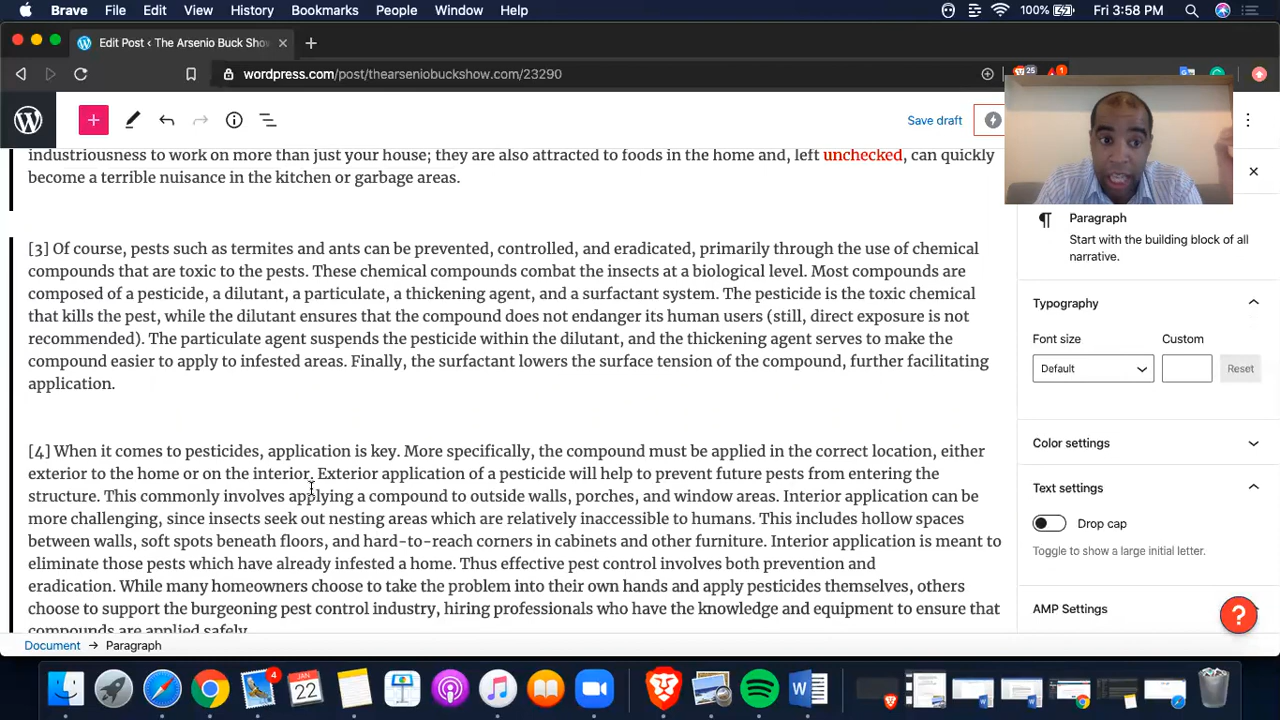 Brave File Edit View History Bookmarks People Window Help 100% Fri 3:58 PM
Edit Post ‹ The Arsenio Buck Show
wordpress.com/post/thearseniobuckshow.com/23290
25
1
Save draft
industriousness to work on more than just your house; they are also attracted to foods in the home and, left unchecked, can quickly
become a terrible nuisance in the kitchen or garbage areas.
[3] Of course, pests such as termites and ants can be prevented, controlled, and eradicated, primarily through the use of chemical
compounds that are toxic to the pests. These chemical compounds combat the insects at a biological level. Most compounds are
composed of a pesticide, a dilutant, a particulate, a thickening agent, and a surfactant system. The pesticide is the toxic chemical
that kills the pest, while the dilutant ensures that the compound does not endanger its human users (still, direct exposure is not
recommended). The particulate agent suspends the pesticide within the dilutant, and the thickening agent serves to make the
compound easier to apply to infested areas. Finally, the surfactant lowers the surface tension of the compound, further facilitating
application.
[4] When it comes to pesticides, application is key. More specifically, the compound must be applied in the correct location, either
exterior to the home or on the interior. Exterior application of a pesticide will help to prevent future pests from entering the
structure. This commonly involves applying a compound to outside walls, porches, and window areas. Interior application can be
more challenging, since insects seek out nesting areas which are relatively inaccessible to humans. This includes hollow spaces
between walls, soft spots beneath floors, and hard-to-reach corners in cabinets and other furniture. Interior application is meant to
eliminate those pests which have already infested a home. Thus effective pest control involves both prevention and
eradication. While many homeowners choose to take the problem into their own hands and apply pesticides themselves, others
choose to support the burgeoning pest control industry, hiring professionals who have the knowledge and equipment to ensure that
compounds are applied safely.
Paragraph
Start with the building block of all
narrative.
Typography
Font size Custom
Default Reset
Color settings
Text settings
Drop cap
Toggle to show a large initial letter.
AMP Settings
?
Document → Paragraph
4
JAN
22